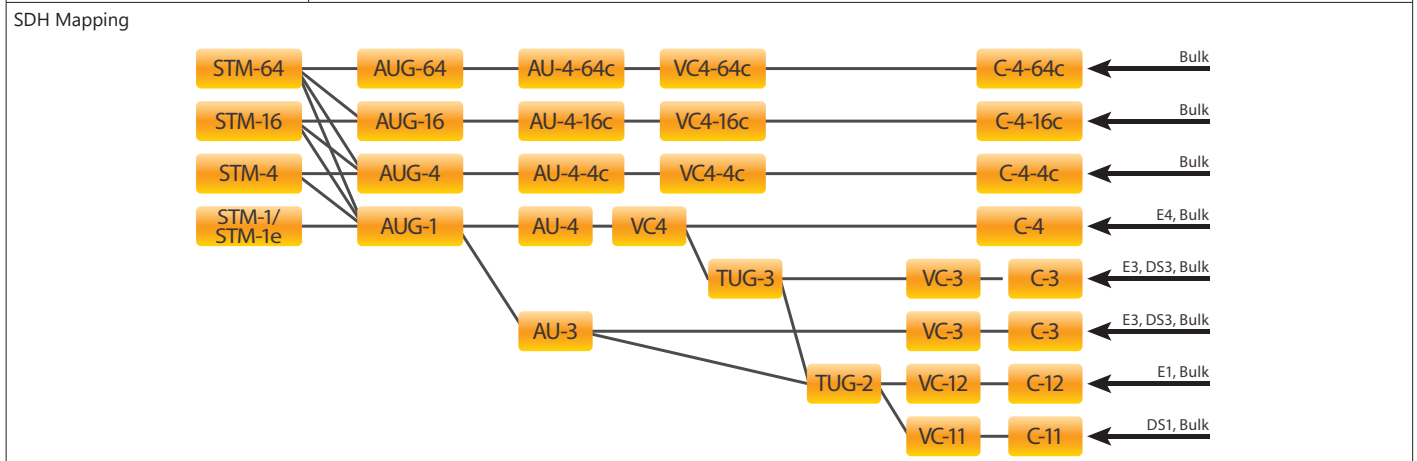 SDH Mapping
STM-64 AUG-64 AU-4-64c VC4-64c C-4-64c Bulk
STM-16 AUG-16 AU-4-16c VC4-16c C-4-16c Bulk
STM-4 AUG-4 AU-4-4c VC4-4c C-4-4c Bulk
STM-1/
STM-1e AUG-1 AU-4 VC4 C-4 E4, Bulk
TUG-3 VC-3 C-3 E3, DS3, Bulk
AU-3 VC-3 C-3 E3, DS3, Bulk
TUG-2 VC-12 C-12 E1, Bulk
VC-11 C-11 DS1, Bulk